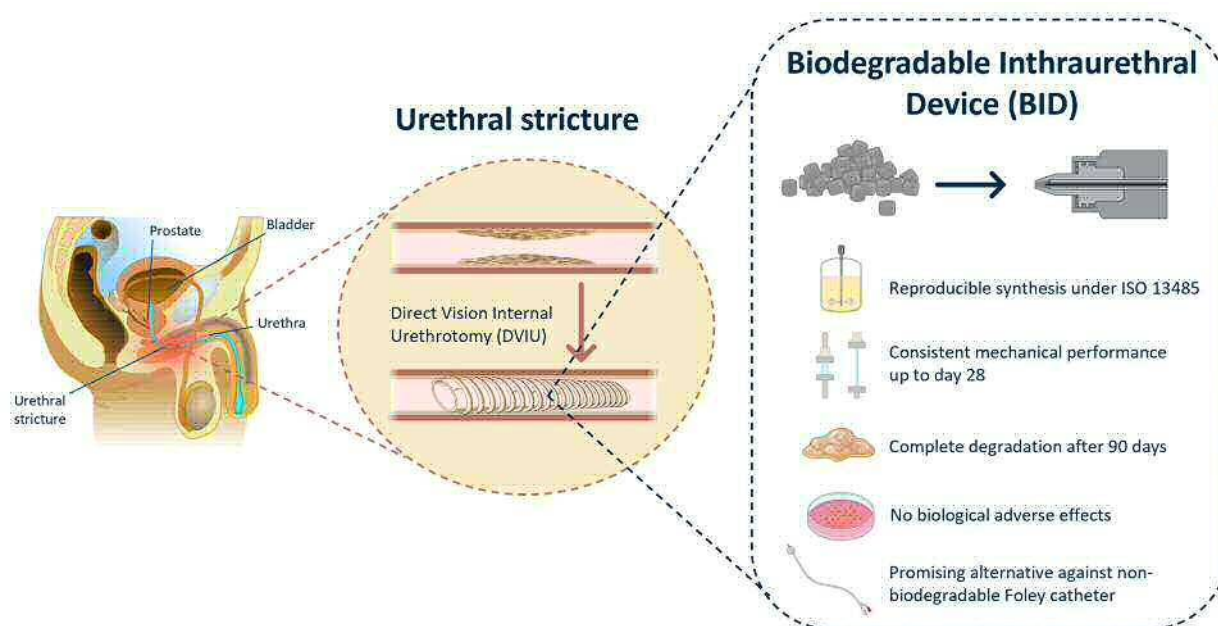 Prostate
Bladder
Urethra
Urethral
stricture
Urethral stricture
Direct Vision Internal
Urethrotomy (DVIU)
Biodegradable Inthraurethral
Device (BID)
Reproducible synthesis under ISO 13485
Consistent mechanical performance
up to day 28
Complete degradation after 90 days
No biological adverse effects
Promising alternative against non-
biodegradable Foley catheter